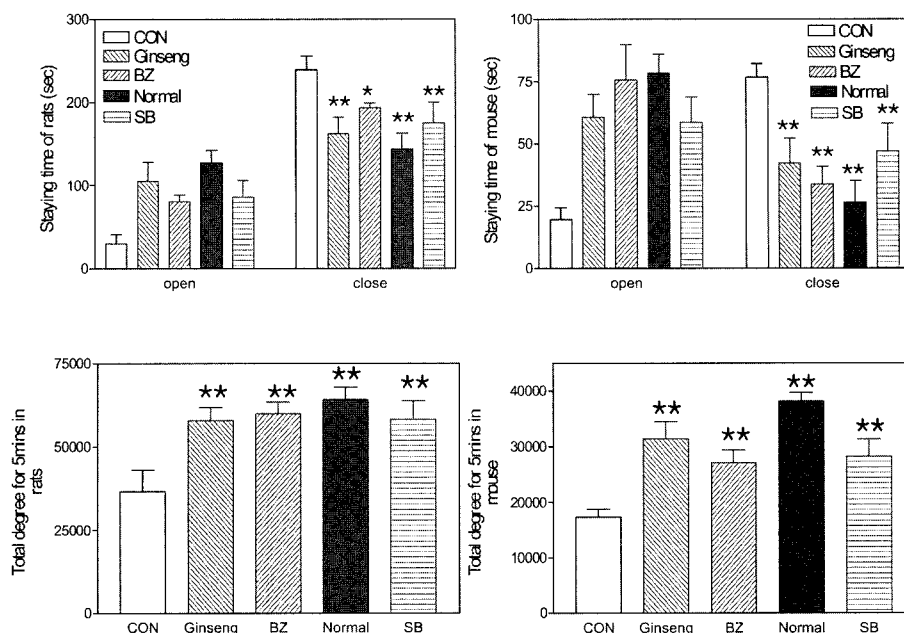 Staying time of rats (sec)
300
200
100
0
CON
Ginseng
BZ
Normal
SB
** * ** **
open close
Staying time of mouse (sec)
100
75
50
25
0
CON
Ginseng
BZ
Normal
SB
** ** ** **
open close
Total degree for 5mins in
rats
75000
50000
25000
0
** ** ** **
CON Ginseng BZ Normal SB
Total degree for 5mins in
mouse
40000
30000
20000
10000
0
** ** ** **
CON Ginseng BZ Normal SB